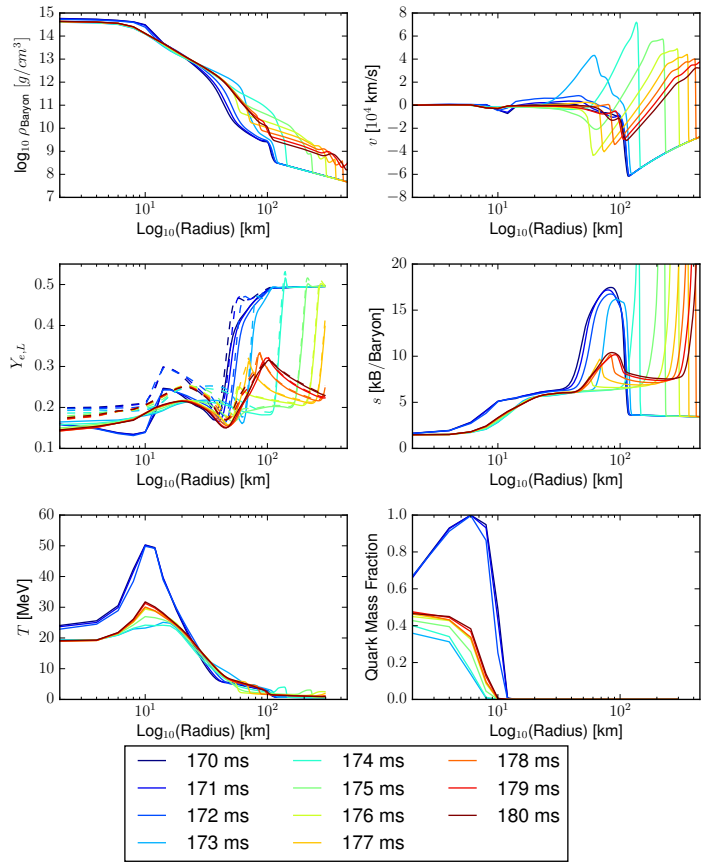 15
14
13
12
11
10
9
8
7
log₁₀ ρBaryon [g/cm³]
10¹ 10²
Log₁₀(Radius) [km]
8
6
4
2
0
−2
−4
−6
−8
v [10⁴ km/s]
10¹ 10²
Log₁₀(Radius) [km]
0.5
0.4
0.3
0.2
0.1
Y_{e,L}
10¹ 10²
Log₁₀(Radius) [km]
20
15
10
5
0
s [kB/Baryon]
10¹ 10²
Log₁₀(Radius) [km]
60
50
40
30
20
10
0
T [MeV]
10¹ 10²
Log₁₀(Radius) [km]
1.0
0.8
0.6
0.4
0.2
0.0
Quark Mass Fraction
10¹ 10²
Log₁₀(Radius) [km]
170 ms
171 ms
172 ms
173 ms
174 ms
175 ms
176 ms
177 ms
178 ms
179 ms
180 ms